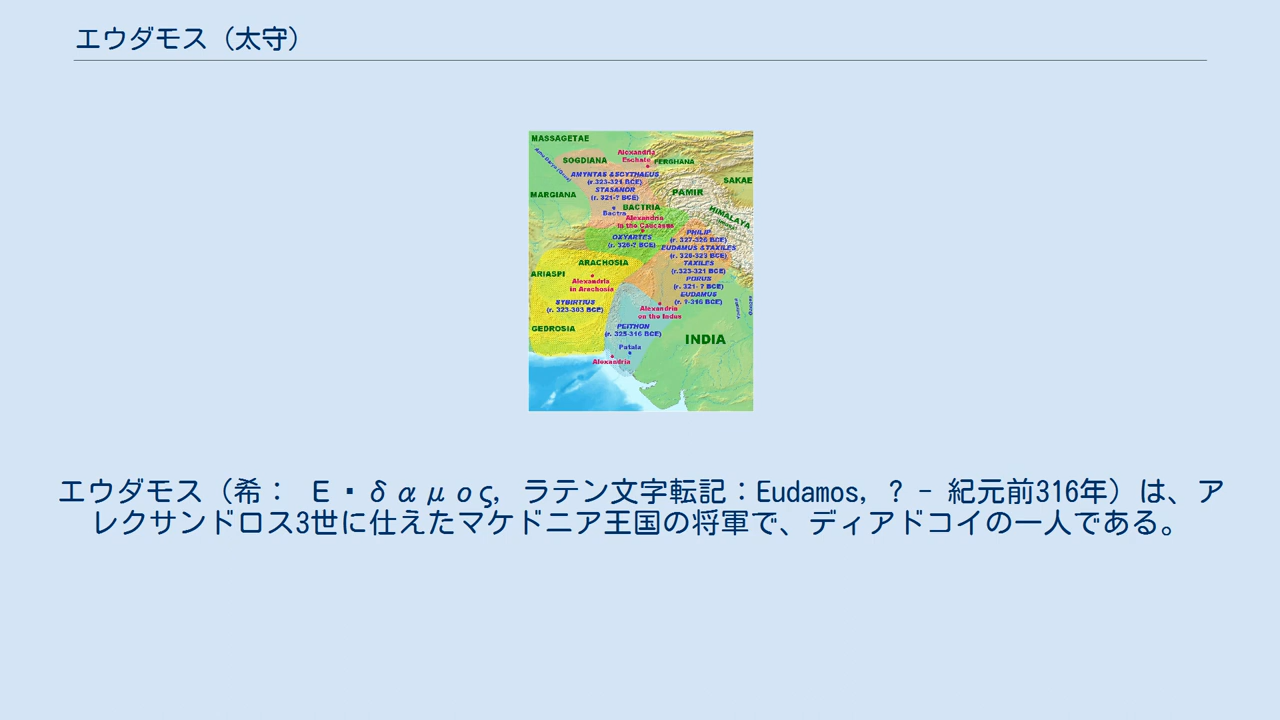 エウダモス（太守）
MASSAGETAE
Alexandria
Eschate
SOGDIANA
FERGHANA
AMYNTAS & SCYTHAEUS
(r.323-321 BCE)
SAKAE
STASANOR
(r. 321-? BCE)
PAMIR
MARGIANA
BACTRIA
Bactra
HIMALAYA
Alexandria
in the Caucasus
OXYARTES
(r. 326-? BCE)
PHILIP
(r. 327-326 BCE)
EUDAMUS & TAXILES
(r. 326-323 BCE)
TAXILES
(r.323-321 BCE)
PORUS
(r. 321- ? BCE)
EUDAMUS
(r. ?-316 BCE)
ARACHOSIA
ARIASPI
Alexandria
in Arachosia
SYBIRTIUS
(r. 323-303 BCE)
Alexandria
on the Indus
GEDROSIA
PEITHON
(r. 325-316 BCE)
INDIA
Patala
Alexandria
エウダモス（希： Ε・δαμος, ラテン文字転記：Eudamos, ? - 紀元前316年）は、ア
レクサンドロス3世に仕えたマケドニア王国の将軍で、ディアドコイの一人である。